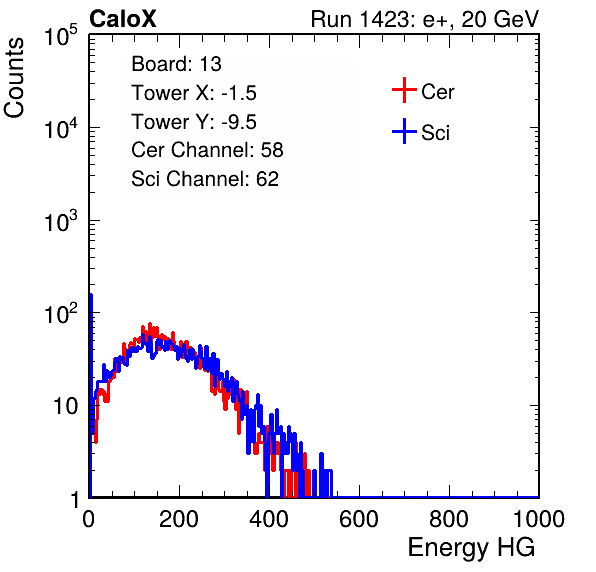 CaloX Run 1423: e+, 20 GeV
Counts
Board: 13
Tower X: -1.5
Tower Y: -9.5
Cer Channel: 58
Sci Channel: 62
Cer
Sci
10^5
10^4
10^3
10^2
10
1
0 200 400 600 800 1000
Energy HG